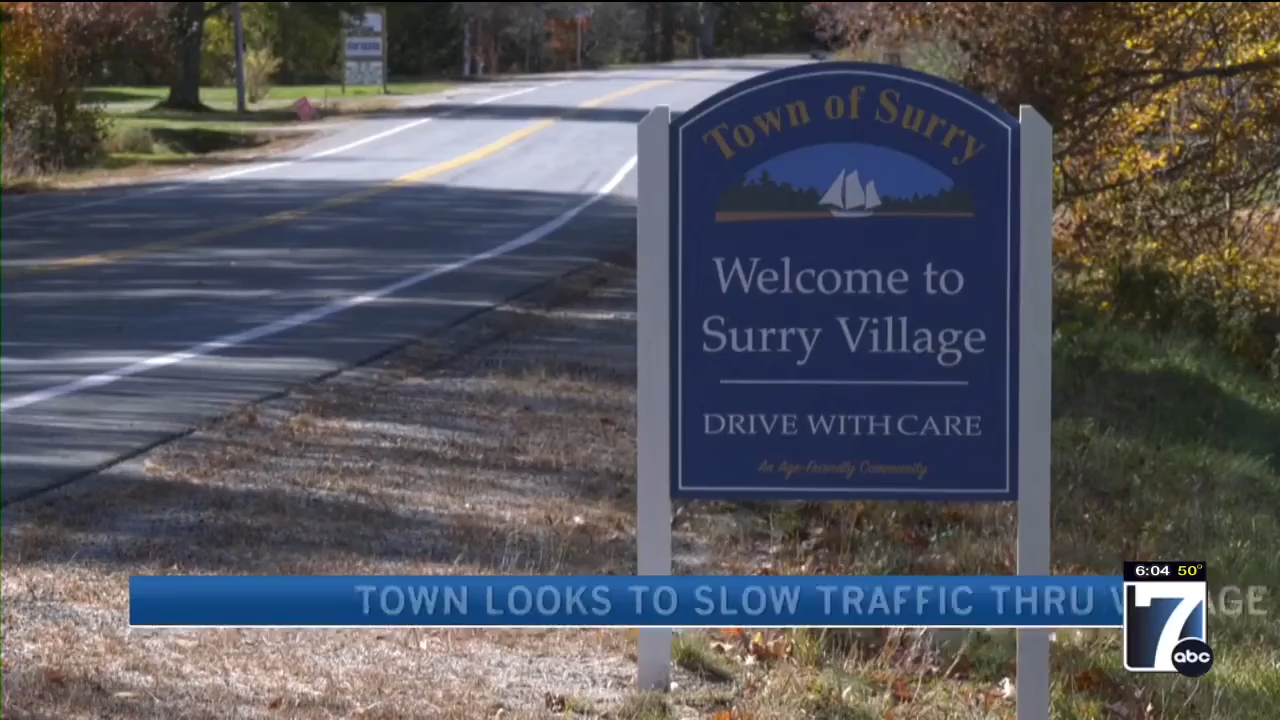 Town of Surry
Welcome to
Surry Village
DRIVE WITH CARE
An Age-Friendly Community
TOWN LOOKS TO SLOW TRAFFIC THRU
6:04 50°
7
abc